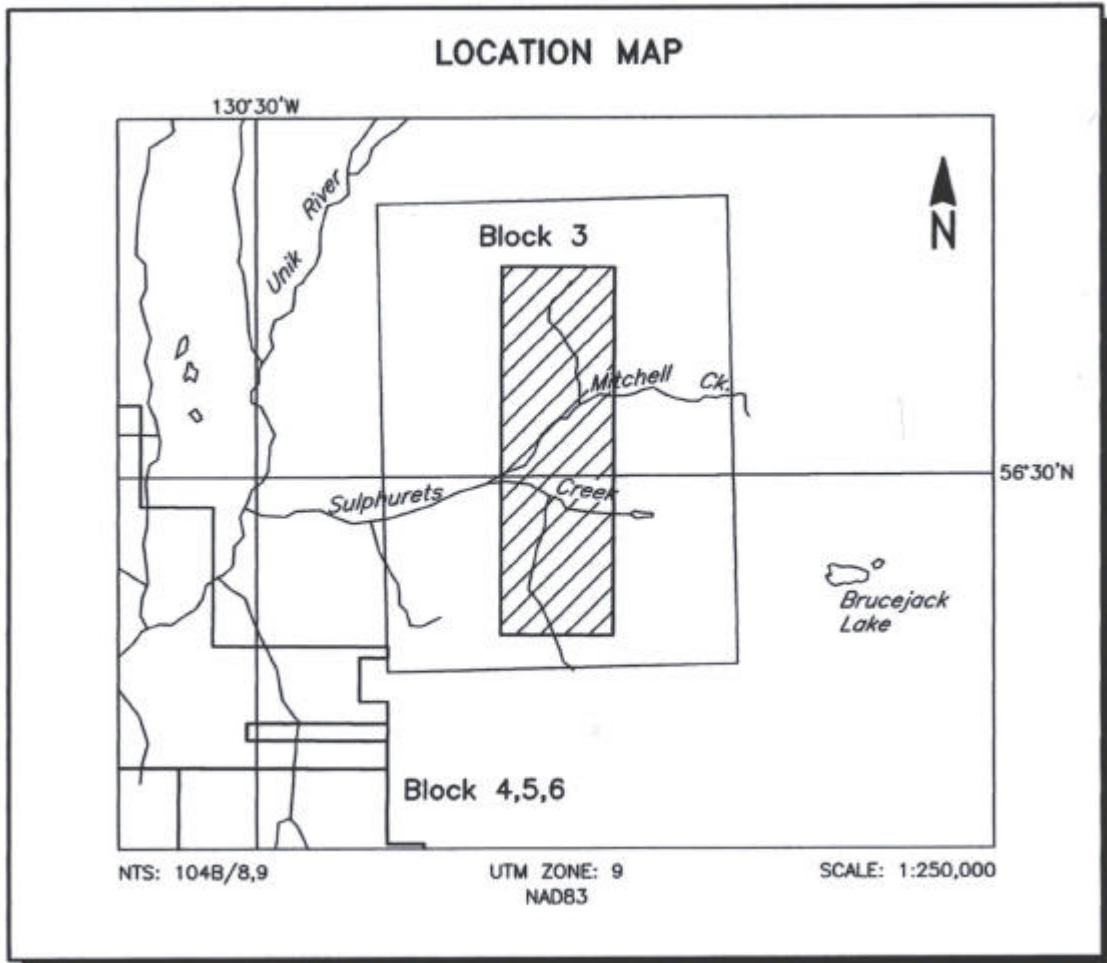 LOCATION MAP
130°30'W
Unik River
N
Block 3
Mitchell Ck.
56°30'N
Sulphurets Creek
Brucejack
Lake
Block 4,5,6
NTS: 104B/8,9
UTM ZONE: 9
NAD83
SCALE: 1:250,000